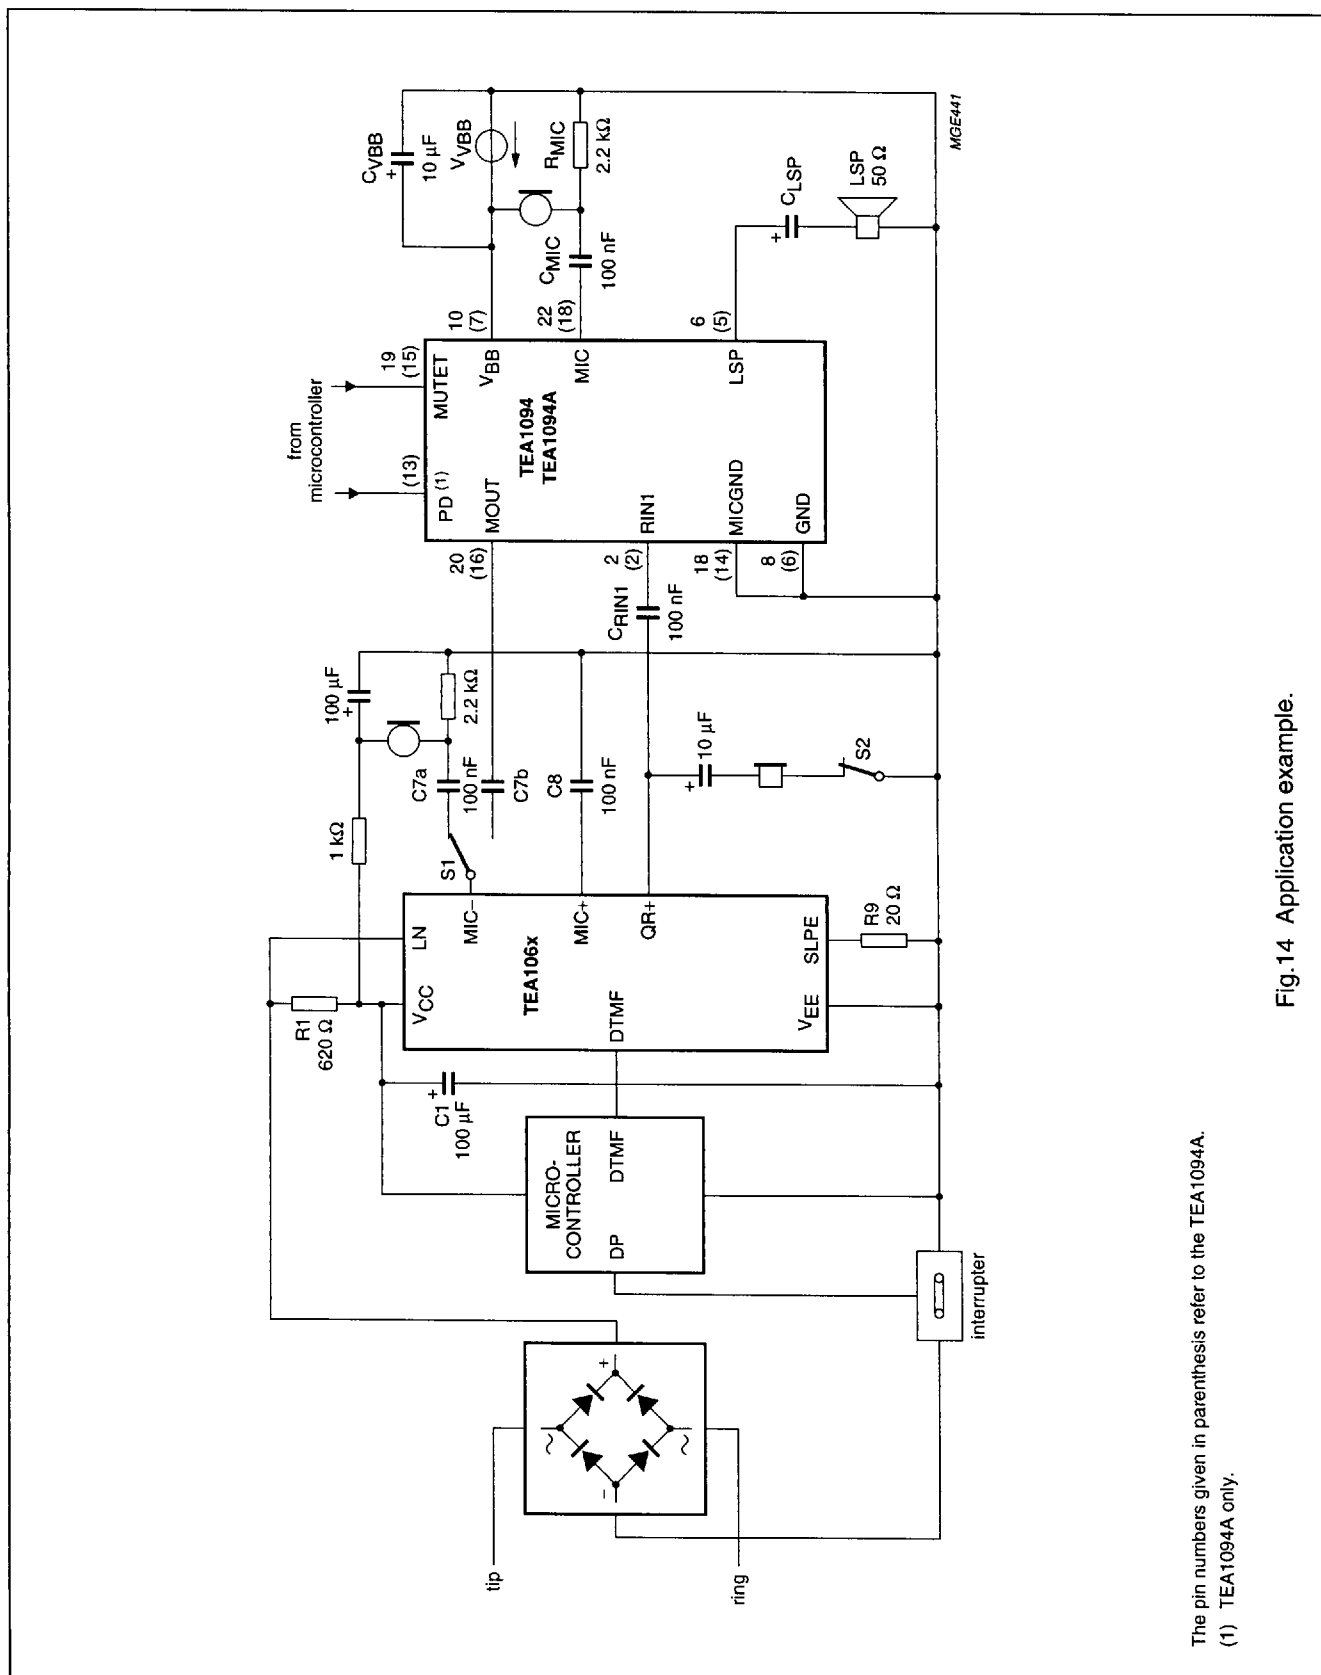 tip
ring
~
~
+
−
interrupter
MICRO-
CONTROLLER
DP
DTMF
R1
620 Ω
C1
100 µF
+
VCC
LN
TEA106x
DTMF
MIC−
MIC+
QR+
VEE
SLPE
R9
20 Ω
1 kΩ
100 µF
+
2.2 kΩ
S1
C7a
100 nF
C7b
C8
100 nF
CRIN1
100 nF
+
10 µF
S2
from
microcontroller
(13)
19
(15)
PD (1)
MUTET
20
(16)
MOUT
2
(2)
RIN1
18
(14)
MICGND
8
(6)
GND
TEA1094
TEA1094A
VBB
10
(7)
MIC
22
(18)
LSP
6
(5)
CVBB
+
10 µF
VVBB
RMIC
2.2 kΩ
CMIC
100 nF
+
CLSP
LSP
50 Ω
MGE441
The pin numbers given in parenthesis refer to the TEA1094A.
(1) TEA1094A only.
Fig.14 Application example.